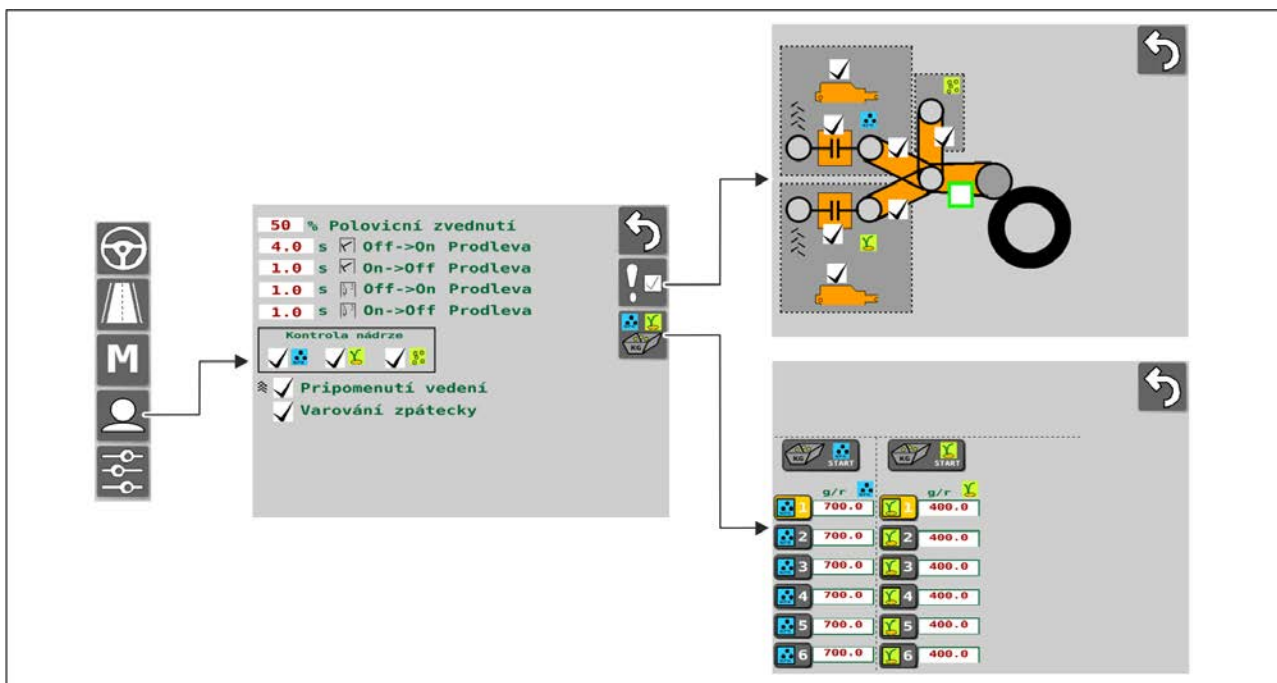 M
50 % Polovicní zvednutí
4.0 s Off->On Prodleva
1.0 s On->Off Prodleva
1.0 s Off->On Prodleva
1.0 s On->Off Prodleva
Kontrola nádrze
Pripomenutí vedení
Varování zpátecky
KG START KG START
g/r g/r
1 700.0 1 400.0
2 700.0 2 400.0
3 700.0 3 400.0
4 700.0 4 400.0
5 700.0 5 400.0
6 700.0 6 400.0